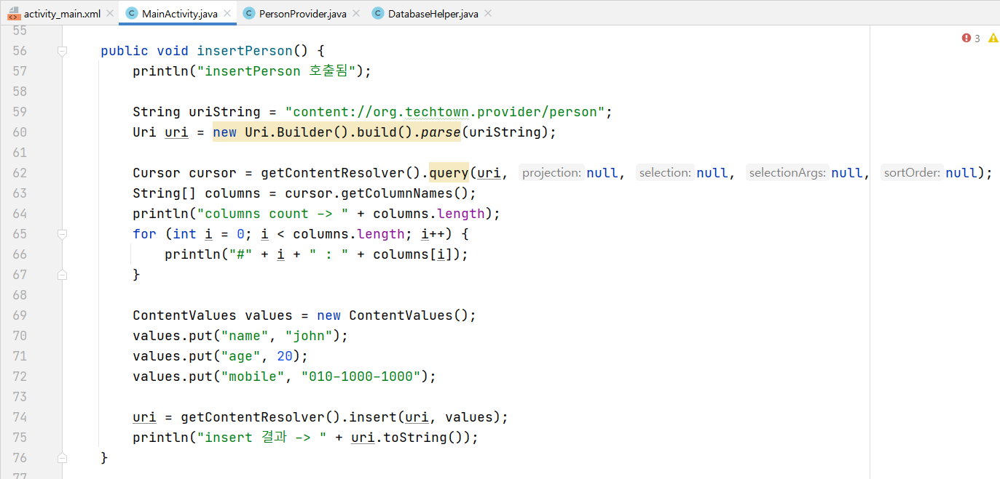 activity_main.xml MainActivity.java PersonProvider.java DatabaseHelper.java
55
3
56 public void insertPerson() {
57 println("insertPerson 호출됨");
58
59 String uriString = "content://org.techtown.provider/person";
60 Uri uri = new Uri.Builder().build().parse(uriString);
61
62 Cursor cursor = getContentResolver().query(uri, projection: null, selection: null, selectionArgs: null, sortOrder: null);
63 String[] columns = cursor.getColumnNames();
64 println("columns count -> " + columns.length);
65 for (int i = 0; i < columns.length; i++) {
66 println("#" + i + " : " + columns[i]);
67 }
68
69 ContentValues values = new ContentValues();
70 values.put("name", "john");
71 values.put("age", 20);
72 values.put("mobile", "010-1000-1000");
73
74 uri = getContentResolver().insert(uri, values);
75 println("insert 결과 -> " + uri.toString());
76 }
77